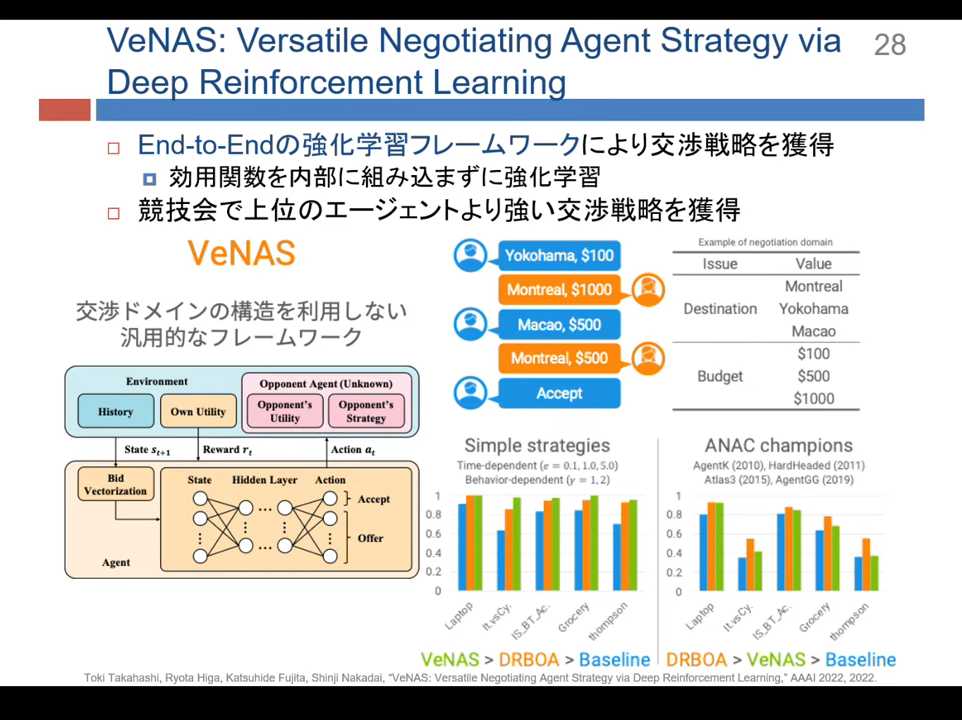 VeNAS: Versatile Negotiating Agent Strategy via
Deep Reinforcement Learning
28
End-to-Endの強化学習フレームワークにより交渉戦略を獲得
効用関数を内部に組み込まずに強化学習
競技会で上位のエージェントより強い交渉戦略を獲得
VeNAS
交渉ドメインの構造を利用しない
汎用的なフレームワーク
Environment
History
Own Utility
Opponent Agent (Unknown)
Opponent's
Utility
Opponent's
Strategy
State s_{t+1}
Reward r_t
Action a_t
Bid
Vectorization
State
Hidden Layer
Action
Accept
Offer
Agent
Yokohama, $100
Montreal, $1000
Macao, $500
Montreal, $500
Accept
Example of negotiation domain
Issue Value
Destination
Montreal
Yokohama
Macao
Budget
$100
$500
$1000
Simple strategies
Time-dependent (e = 0.1, 1.0, 5.0)
Behavior-dependent (γ = 1, 2)
1
0.8
0.6
0.4
0.2
0
Laptop
It.vsCy.
IS_BT_Ac.
Grocery
thompson
VeNAS > DRBOA > Baseline
ANAC champions
AgentK (2010), HardHeaded (2011)
Atlas3 (2015), AgentGG (2019)
1
0.8
0.6
0.4
0.2
0
Laptop
It.vsCy.
IS_BT_Ac.
Grocery
thompson
DRBOA > VeNAS > Baseline
Toki Takahashi, Ryota Higa, Katsuhide Fujita, Shinji Nakadai, "VeNAS: Versatile Negotiating Agent Strategy via Deep Reinforcement Learning," AAAI 2022, 2022.